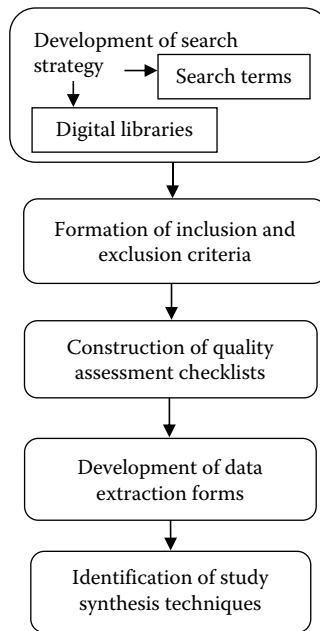 Development of search
strategy
Search terms
Digital libraries
Formation of inclusion and
exclusion criteria
Construction of quality
assessment checklists
Development of data
extraction forms
Identification of study
synthesis techniques